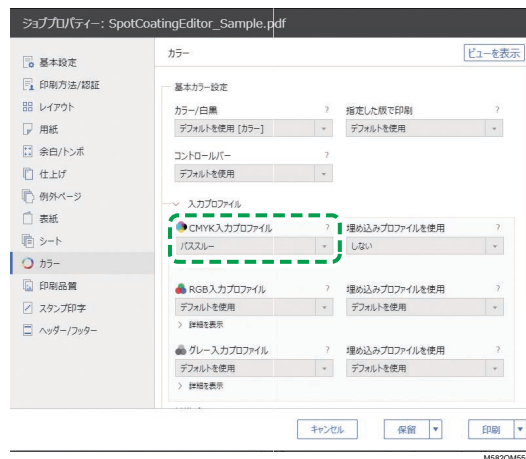 ジョブプロパティー: SpotCoatingEditor_Sample.pdf
基本設定
印刷方法/認証
レイアウト
用紙
余白/トンボ
仕上げ
例外ページ
表紙
シート
カラー
印刷品質
スタンプ印字
ヘッダー/フッター
カラー
ビューを表示
基本カラー設定
カラー/白黒 ? 指定した版で印刷 ?
デフォルトを使用 [カラー] デフォルトを使用
コントロールバー ?
デフォルトを使用
入力プロファイル
CMYK入力プロファイル ? 埋め込みプロファイルを使用 ?
パススルー しない
RGB入力プロファイル ? 埋め込みプロファイルを使用 ?
デフォルトを使用 デフォルトを使用
> 詳細を表示
グレー入力プロファイル ? 埋め込みプロファイルを使用 ?
デフォルトを使用 デフォルトを使用
> 詳細を表示
キャンセル 保留 印刷
M5820M55